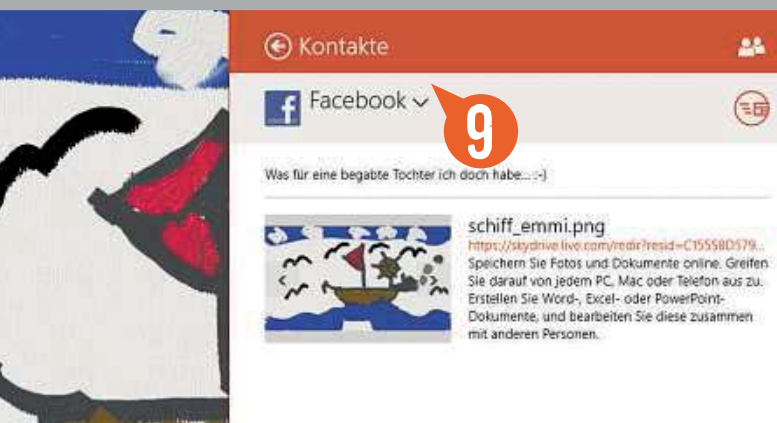 Kontakte
f Facebook
9
Was für eine begabte Tochter ich doch habe... :-)
schiff_emmi.png
https://skydrive.live.com/redir?resid=C15558D579...
Speichern Sie Fotos und Dokumente online. Greifen
Sie darauf von jedem PC, Mac oder Telefon aus zu.
Erstellen Sie Word-, Excel- oder PowerPoint-
Dokumente, und bearbeiten Sie diese zusammen
mit anderen Personen.